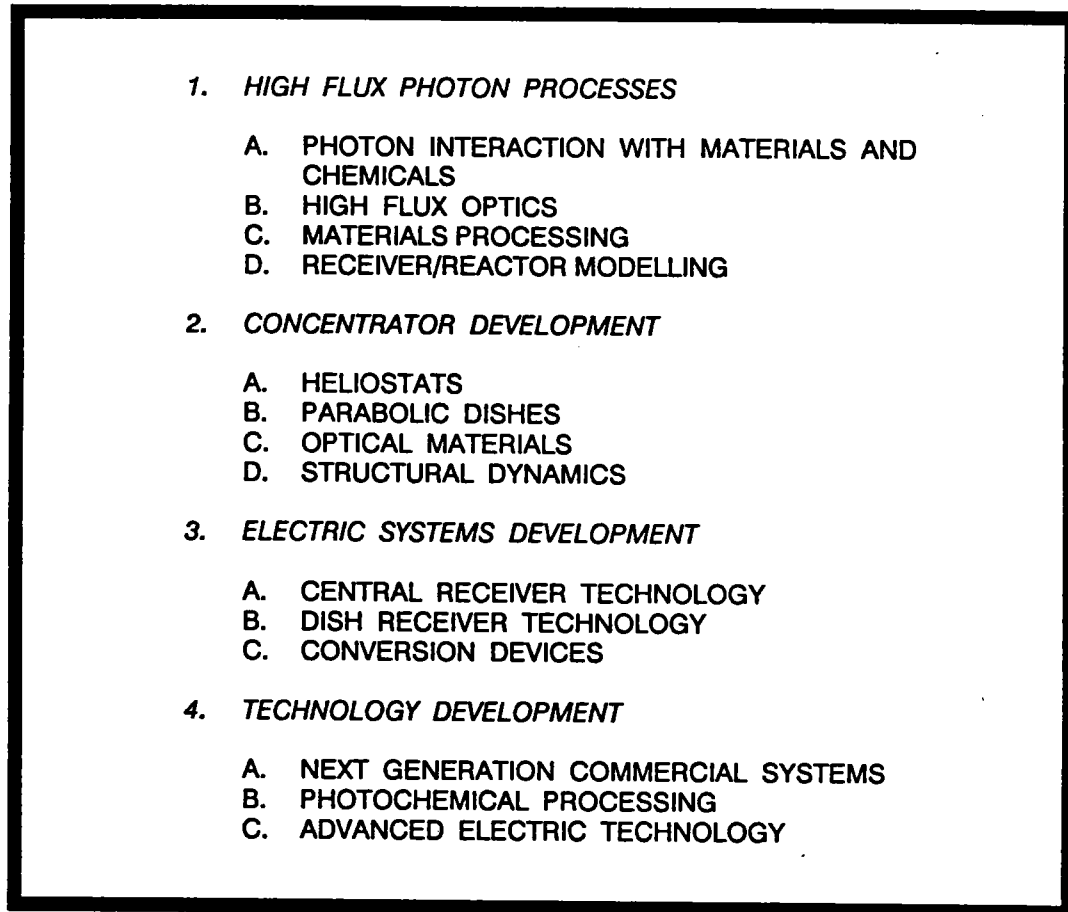 1. HIGH FLUX PHOTON PROCESSES
A. PHOTON INTERACTION WITH MATERIALS AND
CHEMICALS
B. HIGH FLUX OPTICS
C. MATERIALS PROCESSING
D. RECEIVER/REACTOR MODELLING
2. CONCENTRATOR DEVELOPMENT
A. HELIOSTATS
B. PARABOLIC DISHES
C. OPTICAL MATERIALS
D. STRUCTURAL DYNAMICS
3. ELECTRIC SYSTEMS DEVELOPMENT
A. CENTRAL RECEIVER TECHNOLOGY
B. DISH RECEIVER TECHNOLOGY
C. CONVERSION DEVICES
4. TECHNOLOGY DEVELOPMENT
A. NEXT GENERATION COMMERCIAL SYSTEMS
B. PHOTOCHEMICAL PROCESSING
C. ADVANCED ELECTRIC TECHNOLOGY